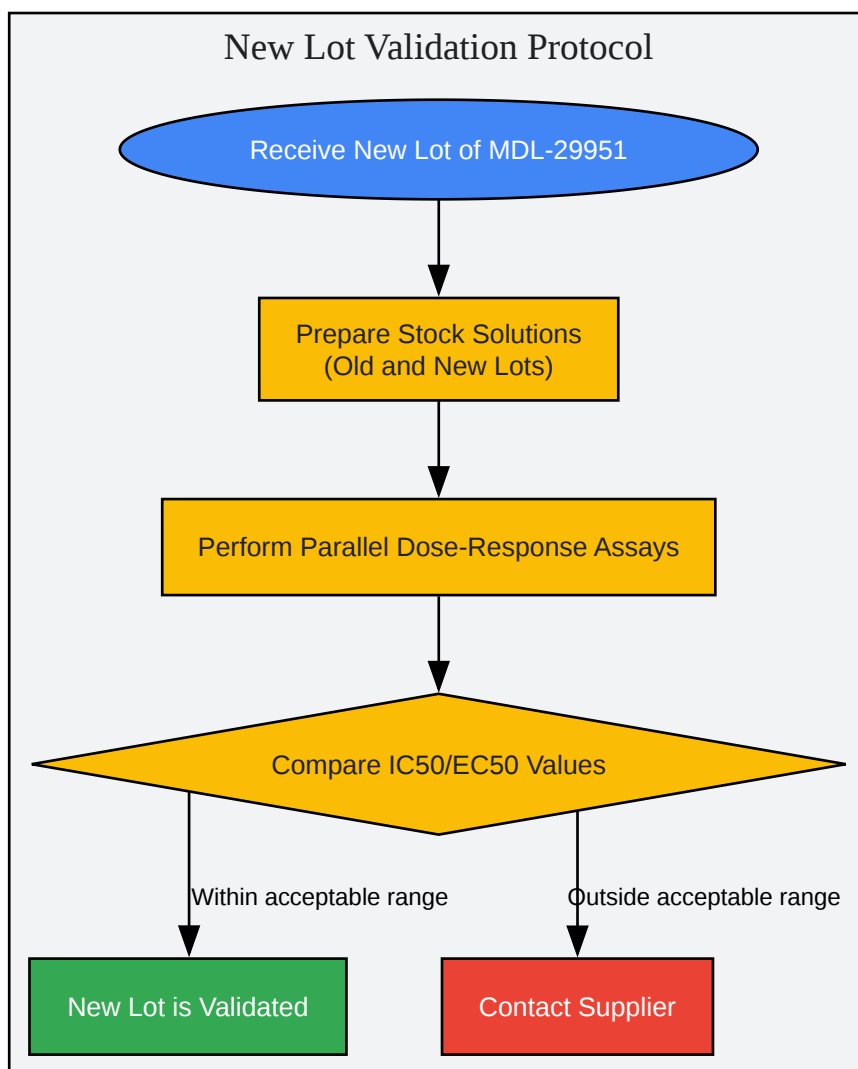 New Lot Validation Protocol
Receive New Lot of MDL-29951
Prepare Stock Solutions
(Old and New Lots)
Perform Parallel Dose-Response Assays
Compare IC50/EC50 Values
Within acceptable range
Outside acceptable range
New Lot is Validated
Contact Supplier